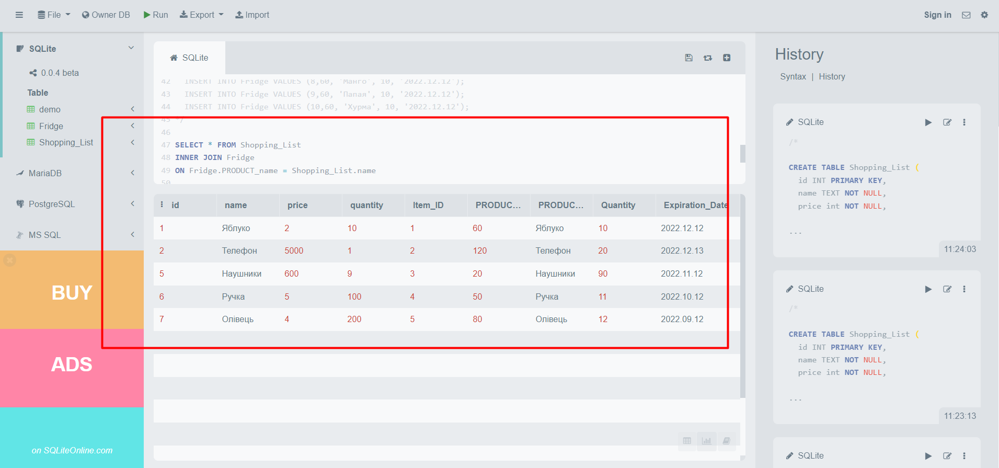 File
Owner DB
Run
Export
Import
Sign in
SQLite
0.0.4 beta
Table
demo
Fridge
Shopping_List
MariaDB
PostgreSQL
MS SQL
BUY
ADS
on SQLiteOnline.com
SQLite
42 INSERT INTO Fridge VALUES (8,60, 'Манго', 10, '2022.12.12');
43 INSERT INTO Fridge VALUES (9,60, 'Папая', 10, '2022.12.12');
44 INSERT INTO Fridge VALUES (10,60, 'Хурма', 10, '2022.12.12');
45 */
46
47 SELECT * FROM Shopping_List
48 INNER JOIN Fridge
49 ON Fridge.PRODUCT_name = Shopping_List.name
50
id name price quantity Item_ID PRODUC... PRODUC... Quantity Expiration_Date
1 Яблуко 2 10 1 60 Яблуко 10 2022.12.12
2 Телефон 5000 1 2 120 Телефон 20 2022.12.13
5 Наушники 600 9 3 20 Наушники 90 2022.11.12
6 Ручка 5 100 4 50 Ручка 11 2022.10.12
7 Олівець 4 200 5 80 Олівець 12 2022.09.12
History
Syntax | History
SQLite
/*
CREATE TABLE Shopping_List (
id INT PRIMARY KEY,
name TEXT NOT NULL,
price int NOT NULL,
...
11:24:03
SQLite
/*
CREATE TABLE Shopping_List (
id INT PRIMARY KEY,
name TEXT NOT NULL,
price int NOT NULL,
...
11:23:13
SQLite